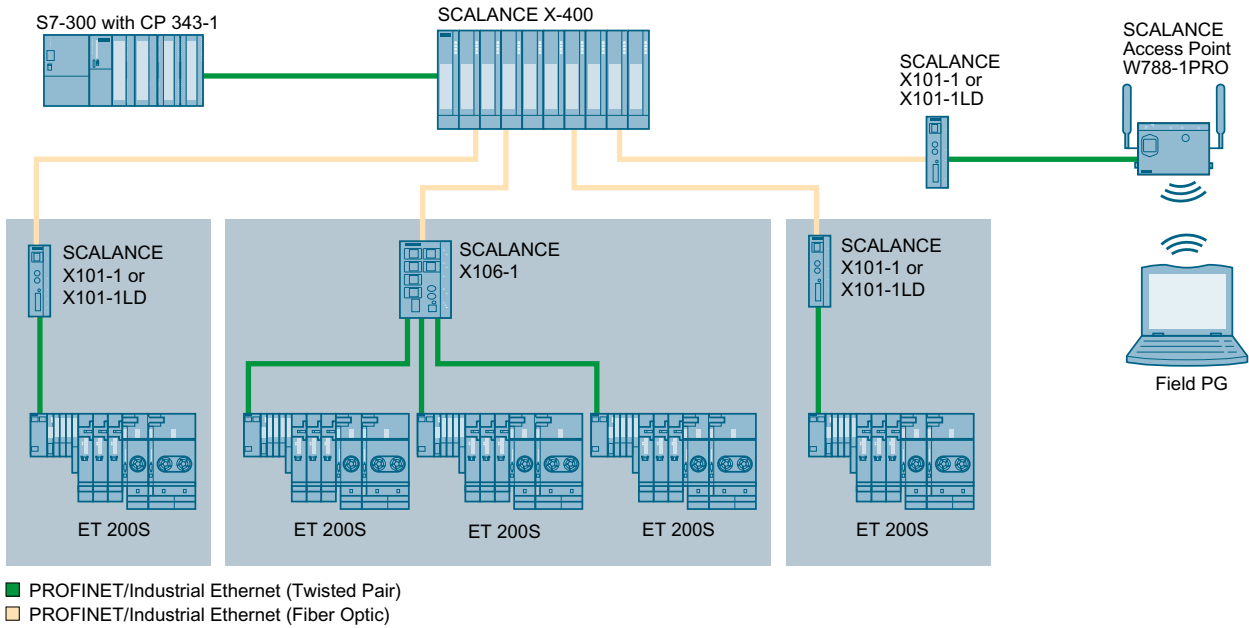 S7-300 with CP 343-1
SCALANCE X-400
SCALANCE
X101-1 or
X101-1LD
SCALANCE
Access Point
W788-1PRO
SCALANCE
X101-1 or
X101-1LD
SCALANCE
X106-1
SCALANCE
X101-1 or
X101-1LD
Field PG
ET 200S
ET 200S
ET 200S
ET 200S
ET 200S
PROFINET/Industrial Ethernet (Twisted Pair)
PROFINET/Industrial Ethernet (Fiber Optic)